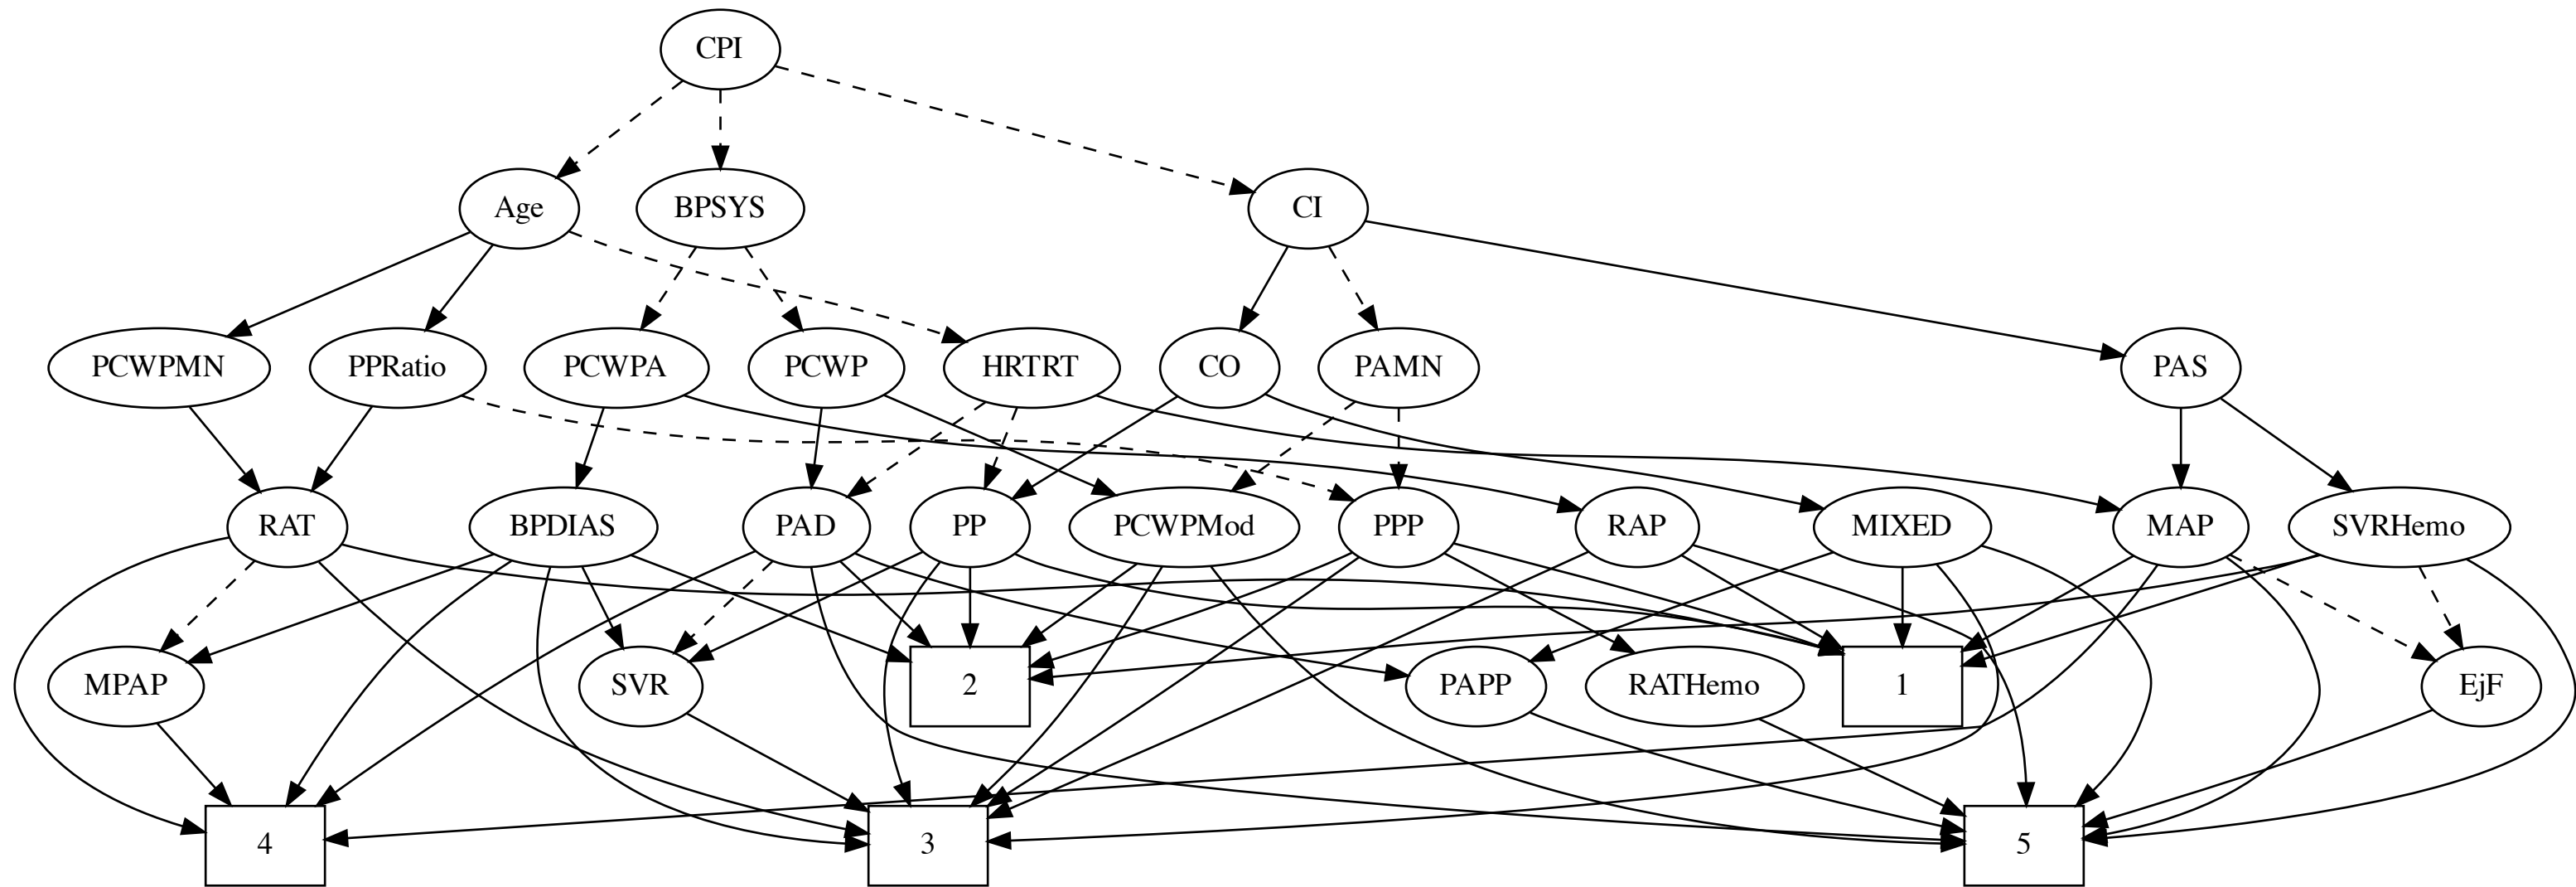 CPI
Age
BPSYS
CI
PCWPMN
PPRatio
PCWPA
PCWP
HRTRT
CO
PAMN
PAS
RAT
BPDIAS
PAD
PP
PCWPMod
PPP
RAP
MIXED
MAP
SVRHemo
MPAP
SVR
2
PAPP
RATHemo
1
EjF
4
3
5